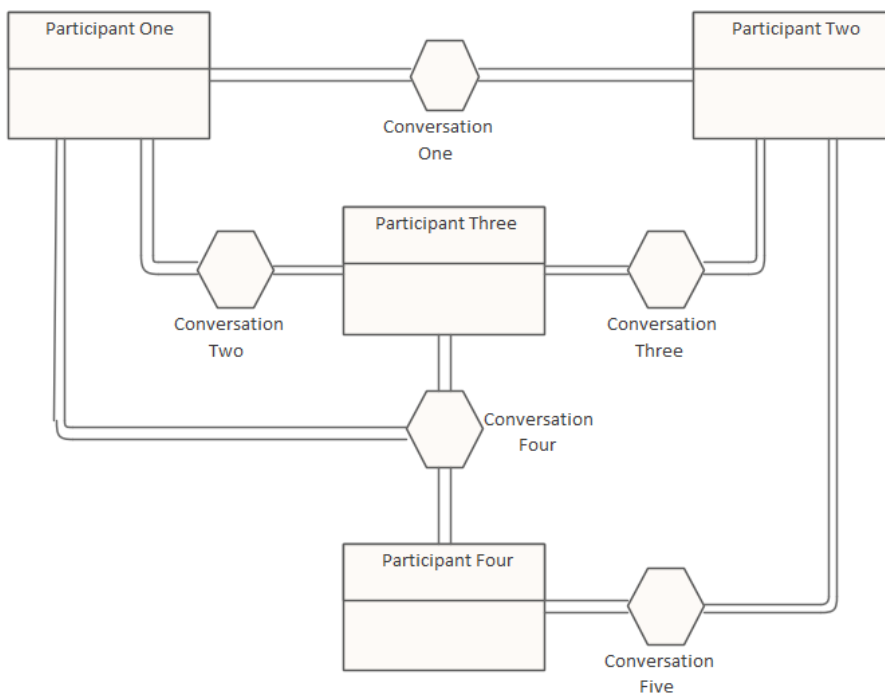 Participant One
Participant Two
Conversation
One
Participant Three
Conversation
Two
Conversation
Three
Conversation
Four
Participant Four
Conversation
Five